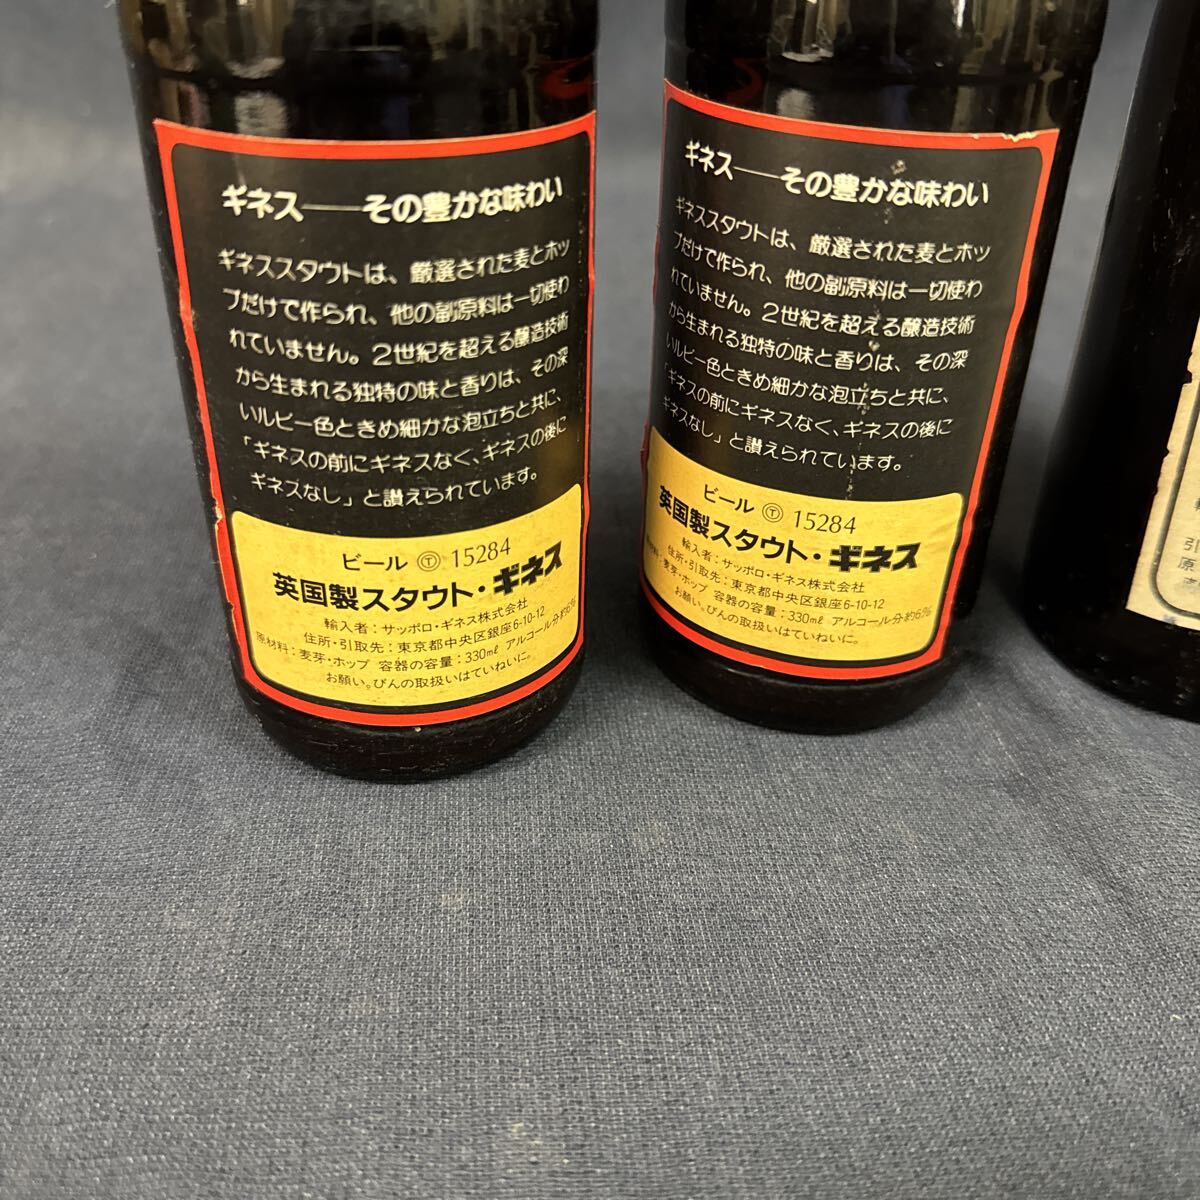 ギネス――その豊かな味わい
ギネススタウトは、厳選された麦とホッ
プだけで作られ、他の副原料は一切使わ
れていません。2世紀を超える醸造技術
から生まれる独特の味と香りは、その深
いルビー色ときめ細かな泡立ちと共に、
「ギネスの前にギネスなく、ギネスの後に
ギネスなし」と讃えられています。
ビール Ⓣ 15284
英国製スタウト・ギネス
輸入者：サッポロ・ギネス株式会社
住所・引取先：東京都中央区銀座6-10-12
原材料：麦芽・ホップ 容器の容量：330mℓ アルコール分約6%
お願い。びんの取扱いはていねいに。
ギネス――その豊かな味わい
ギネススタウトは、厳選された麦とホッ
プだけで作られ、他の副原料は一切使わ
れていません。2世紀を超える醸造技術
から生まれる独特の味と香りは、その深
いルビー色ときめ細かな泡立ちと共に、
「ギネスの前にギネスなく、ギネスの後に
ギネスなし」と讃えられています。
ビール Ⓣ 15284
英国製スタウト・ギネス
輸入者：サッポロ・ギネス株式会社
住所・引取先：東京都中央区銀座6-10-12
原材料：麦芽・ホップ 容器の容量：330mℓ アルコール分約6%
お願い。びんの取扱いはていねいに。
引
原